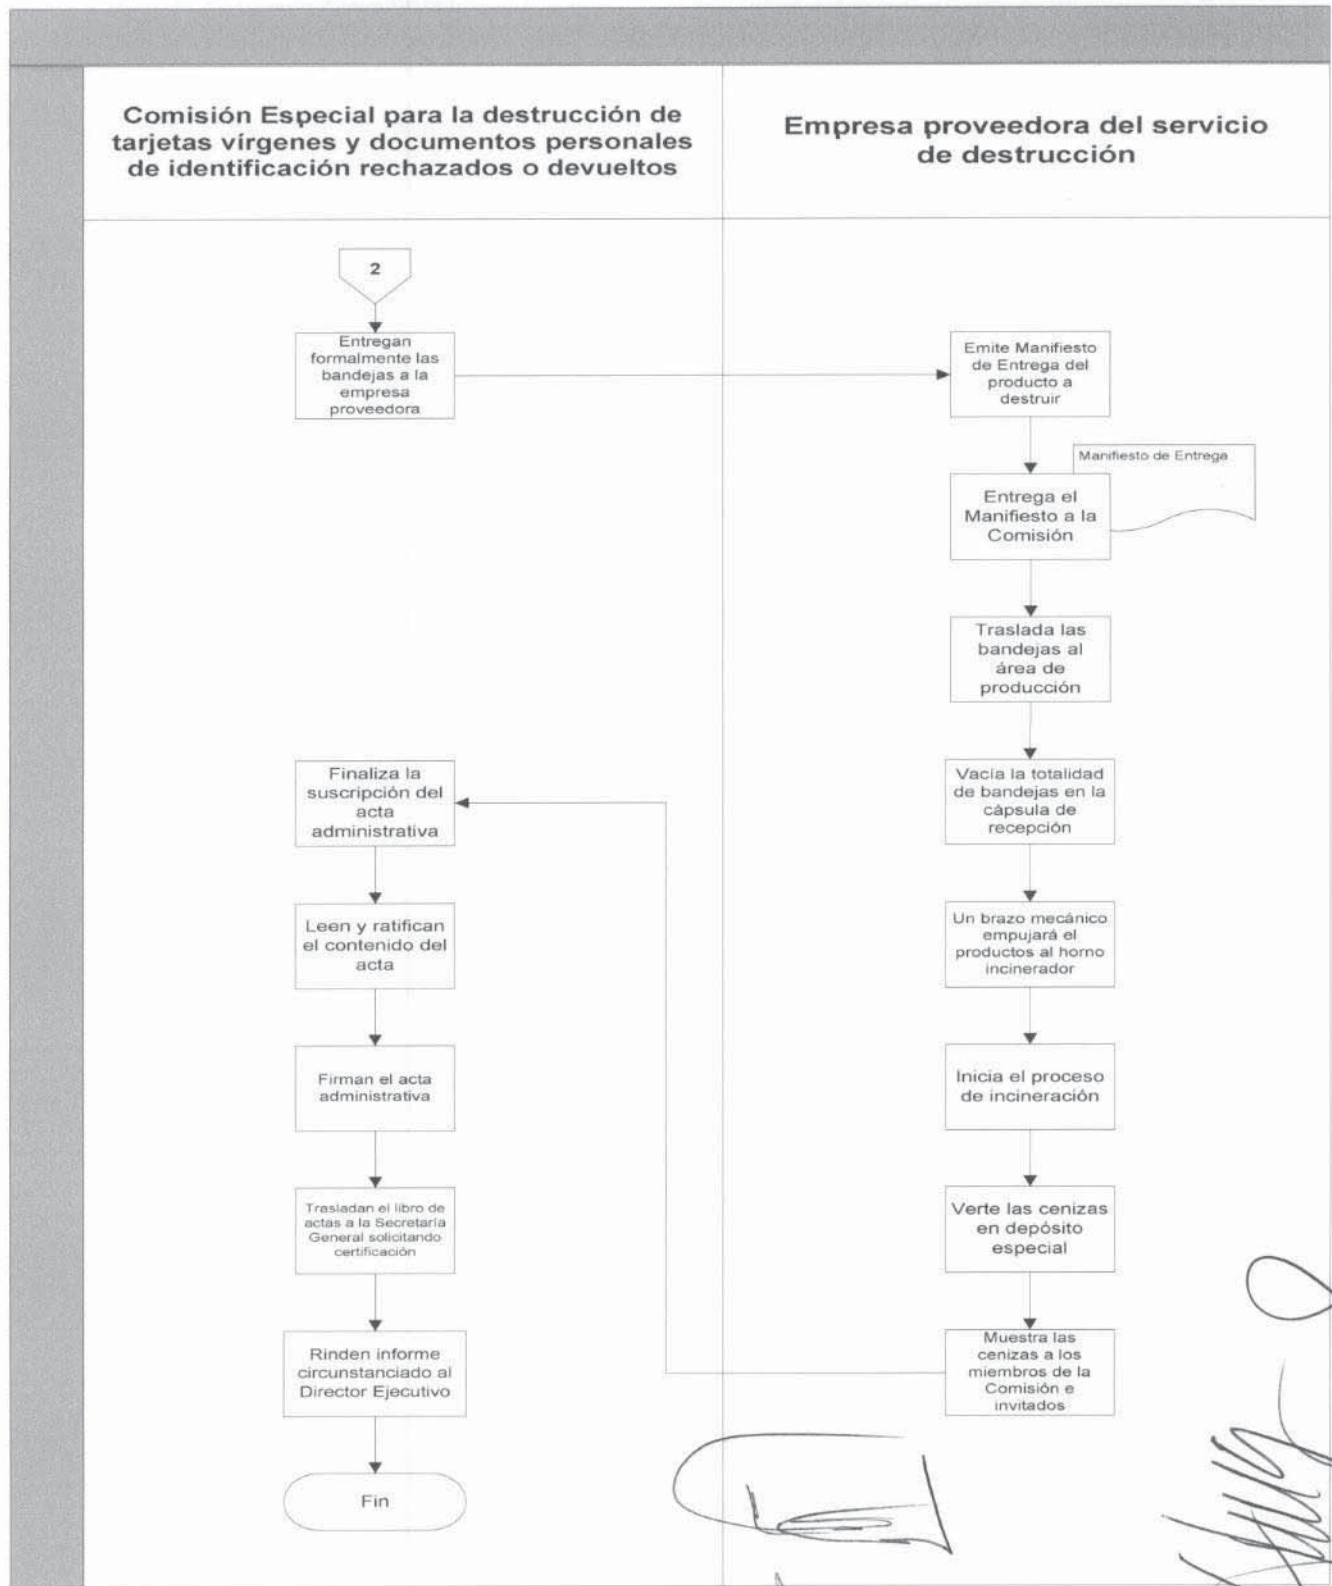 Comisión Especial para la destrucción de
tarjetas vírgenes y documentos personales
de identificación rechazados o devueltos
Empresa proveedora del servicio
de destrucción
2
Entregan
formalmente las
bandejas a la
empresa
proveedora
Emite Manifiesto
de Entrega del
producto a
destruir
Manifiesto de Entrega
Entrega el
Manifiesto a la
Comisión
Traslada las
bandejas al
área de
producción
Vacía la totalidad
de bandejas en la
cápsula de
recepción
Un brazo mecánico
empujará el
productos al horno
incinerador
Inicia el proceso
de incineración
Verte las cenizas
en depósito
especial
Muestra las
cenizas a los
miembros de la
Comisión e
invitados
Finaliza la
suscripción del
acta
administrativa
Leen y ratifican
el contenido del
acta
Firman el acta
administrativa
Trasladan el libro de
actas a la Secretaría
General solicitando
certificación
Rinden informe
circunstanciado al
Director Ejecutivo
Fin